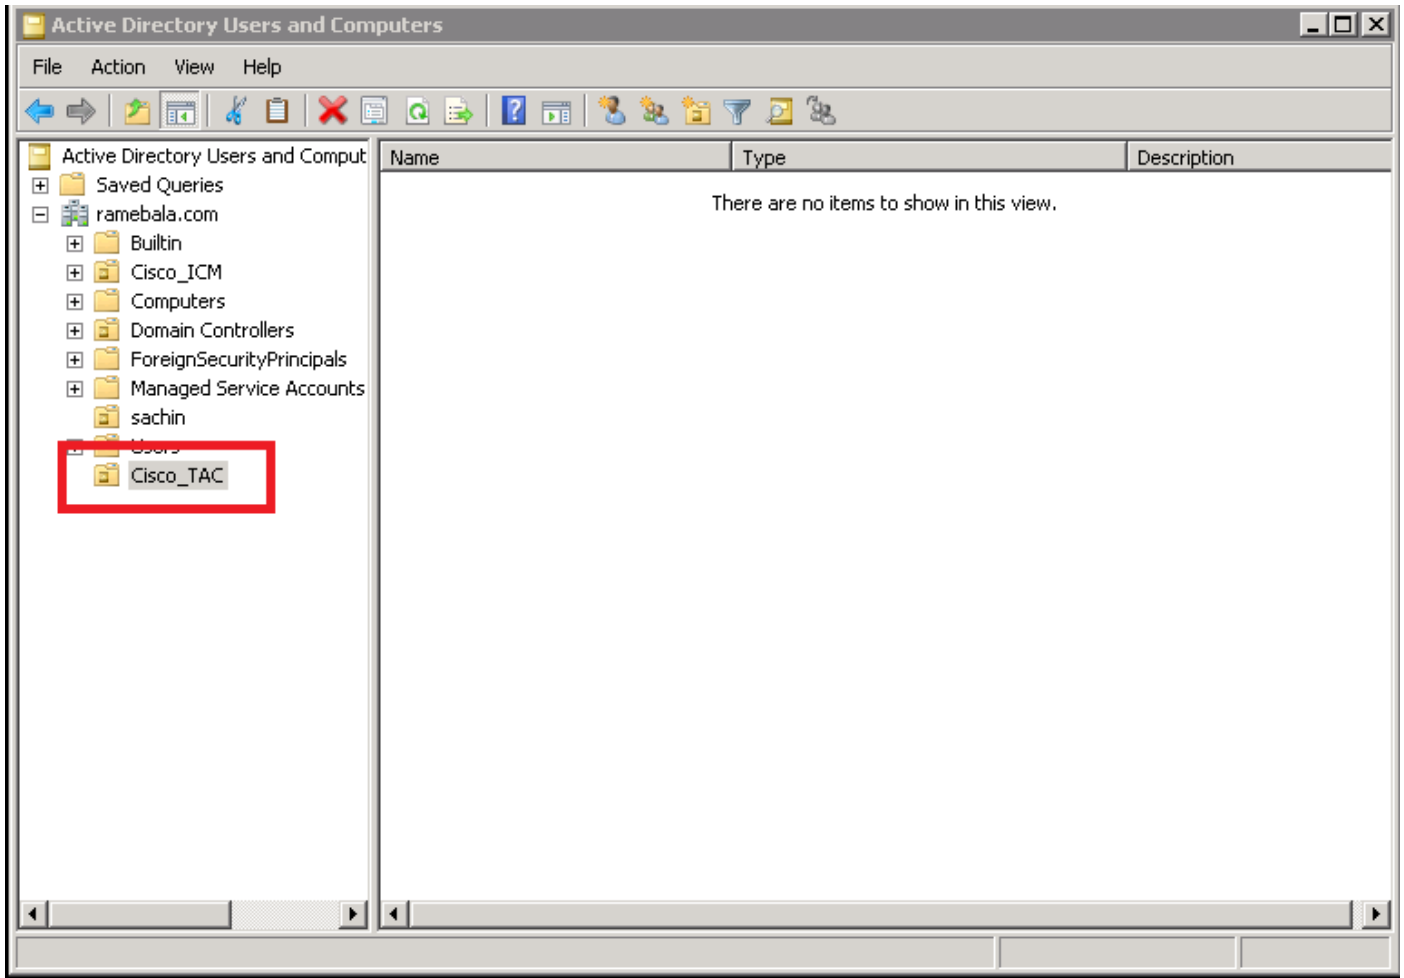 Active Directory Users and Computers
File Action View Help
Active Directory Users and Comput
Name Type Description
Saved Queries
There are no items to show in this view.
ramebala.com
Builtin
Cisco_ICM
Computers
Domain Controllers
ForeignSecurityPrincipals
Managed Service Accounts
sachin
Users
Cisco_TAC